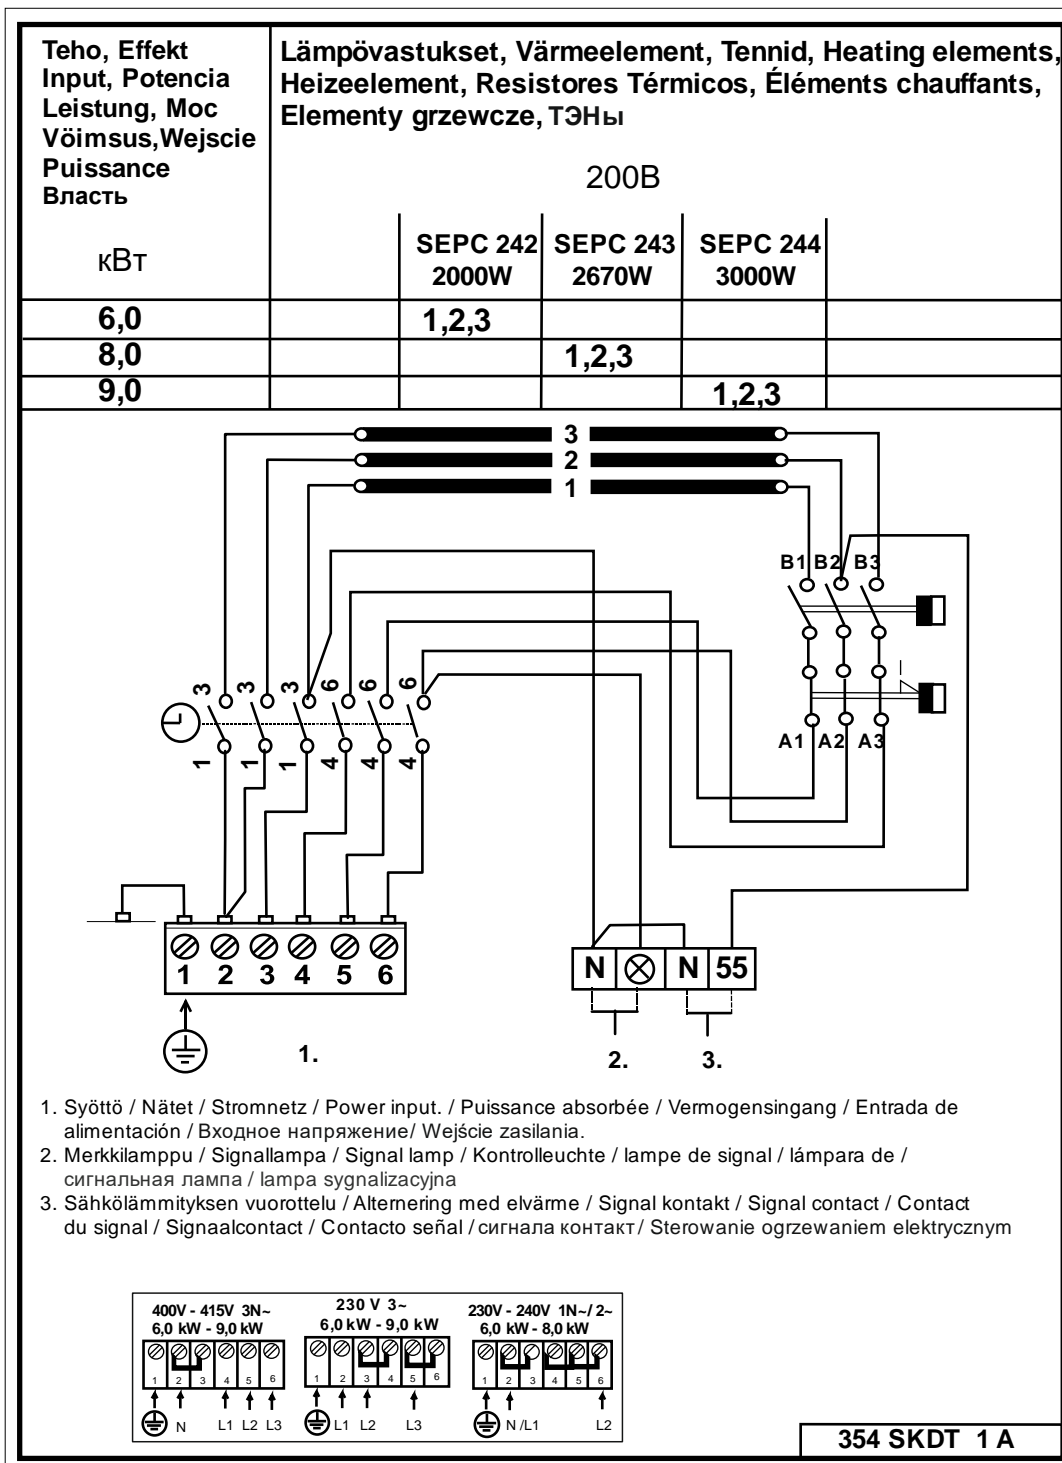 Teho, Effekt
Input, Potencia
Leistung, Moc
Vöimsus,Wejscie
Puissance
Власть
кВт
Lämpövastukset, Värmeelement, Tennid, Heating elements,
Heizeelement, Resistores Térmicos, Éléments chauffants,
Elementy grzewcze, ТЭНы
200В
SEPC 242 SEPC 243 SEPC 244
2000W 2670W 3000W
6,0 1,2,3
8,0 1,2,3
9,0 1,2,3
3
2
1
B1 B2 B3
3 3 3 6 6 6
1 1 1 4 4 4
A1 A2 A3
1 2 3 4 5 6
N N 55
1. 2. 3.
1. Syöttö / Nätet / Stromnetz / Power input. / Puissance absorbée / Vermogensingang / Entrada de
alimentación / Входное напряжение/ Wejście zasilania.
2. Merkkilamppu / Signallampa / Signal lamp / Kontrolleuchte / lampe de signal / lámpara de /
сигнальная лампа / lampa sygnalizacyjna
3. Sähkölämmityksen vuorottelu / Alternering med elvärme / Signal kontakt / Signal contact / Contact
du signal / Signaalcontact / Contacto señal / сигнала контакт / Sterowanie ogrzewaniem elektrycznym
400V - 415V 3N~
6,0 kW - 9,0 kW
1 2 3 4 5 6
N L1 L2 L3
230 V 3~
6,0 kW - 9,0 kW
1 2 3 4 5 6
L1 L2 L3
230V - 240V 1N~/ 2~
6,0 kW - 8,0 kW
1 2 3 4 5 6
N /L1 L2
354 SKDT 1 A